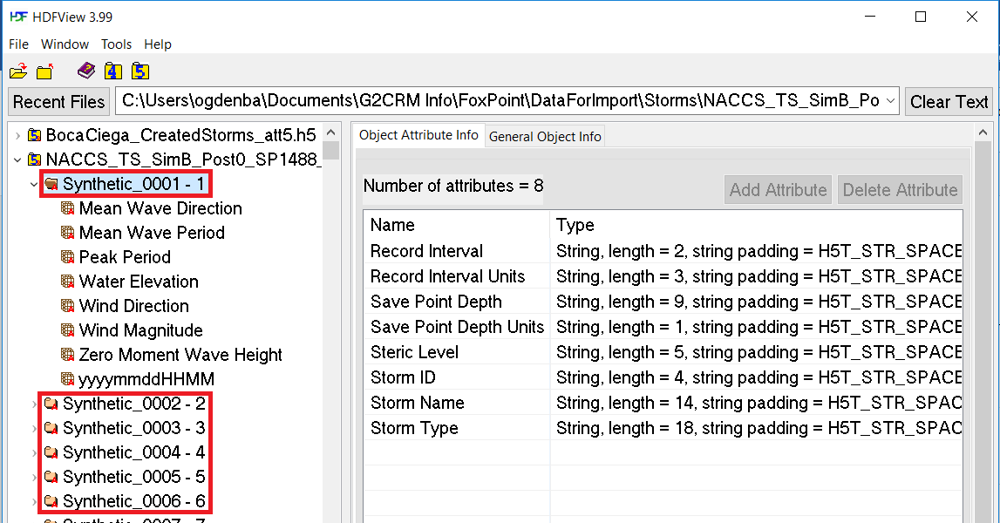 HDF HDFView 3.99
File Window Tools Help
4 5
Recent Files C:\Users\ogdenba\Documents\G2CRM Info\FoxPoint\DataForImport\Storms\NACCS_TS_SimB_Po Clear Text
5 BocaCiega_CreatedStorms_att5.h5
5 NACCS_TS_SimB_Post0_SP1488_
Synthetic_0001 - 1
Mean Wave Direction
Mean Wave Period
Peak Period
Water Elevation
Wind Direction
Wind Magnitude
Zero Moment Wave Height
yyyymmddHHMM
Synthetic_0002 - 2
Synthetic_0003 - 3
Synthetic_0004 - 4
Synthetic_0005 - 5
Synthetic_0006 - 6
Object Attribute Info General Object Info
Number of attributes = 8 Add Attribute Delete Attribute
Name Type
Record Interval String, length = 2, string padding = H5T_STR_SPACE
Record Interval Units String, length = 3, string padding = H5T_STR_SPACE
Save Point Depth String, length = 9, string padding = H5T_STR_SPACE
Save Point Depth Units String, length = 1, string padding = H5T_STR_SPACE
Steric Level String, length = 5, string padding = H5T_STR_SPACE
Storm ID String, length = 4, string padding = H5T_STR_SPACE
Storm Name String, length = 14, string padding = H5T_STR_SPAC
Storm Type String, length = 18, string padding = H5T_STR_SPAC